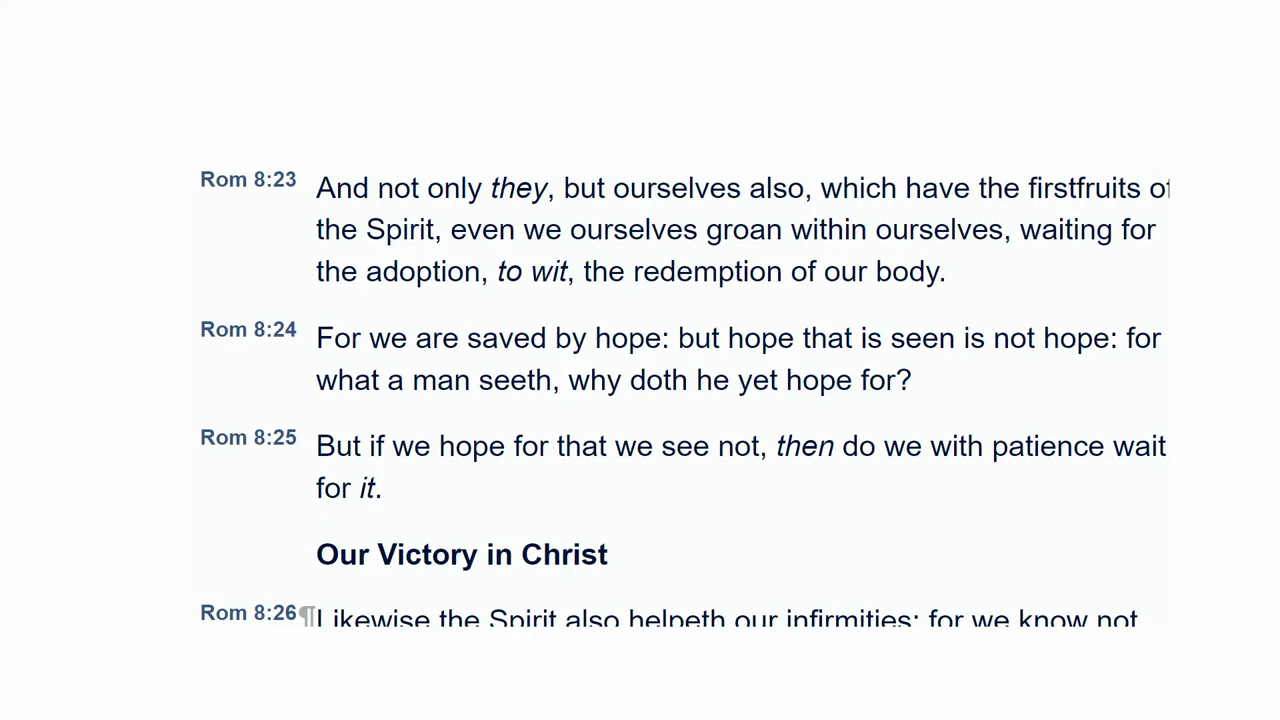 Rom 8:23 And not only they, but ourselves also, which have the firstfruits of
the Spirit, even we ourselves groan within ourselves, waiting for
the adoption, to wit, the redemption of our body.
Rom 8:24 For we are saved by hope: but hope that is seen is not hope: for
what a man seeth, why doth he yet hope for?
Rom 8:25 But if we hope for that we see not, then do we with patience wait
for it.
Our Victory in Christ
Rom 8:26 ¶Likewise the Spirit also helpeth our infirmities: for we know not